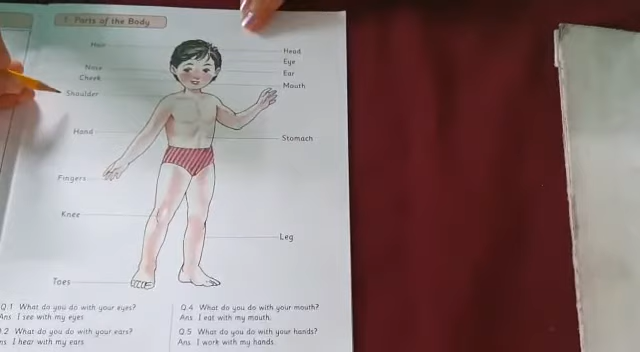 7 Parts of the Body
Hair
Head
Eye
Nose
Ear
Cheek
Mouth
Shoulder
Hand
Stomach
Fingers
Knee
Leg
Toes
Q.1 What do you do with your eyes?
Ans. I see with my eyes
Q.2 What do you do with your ears?
Ans. I hear with my ears
Q.4 What do you do with your mouth?
Ans. I eat with my mouth.
Q.5 What do you do with your hands?
Ans. I work with my hands.